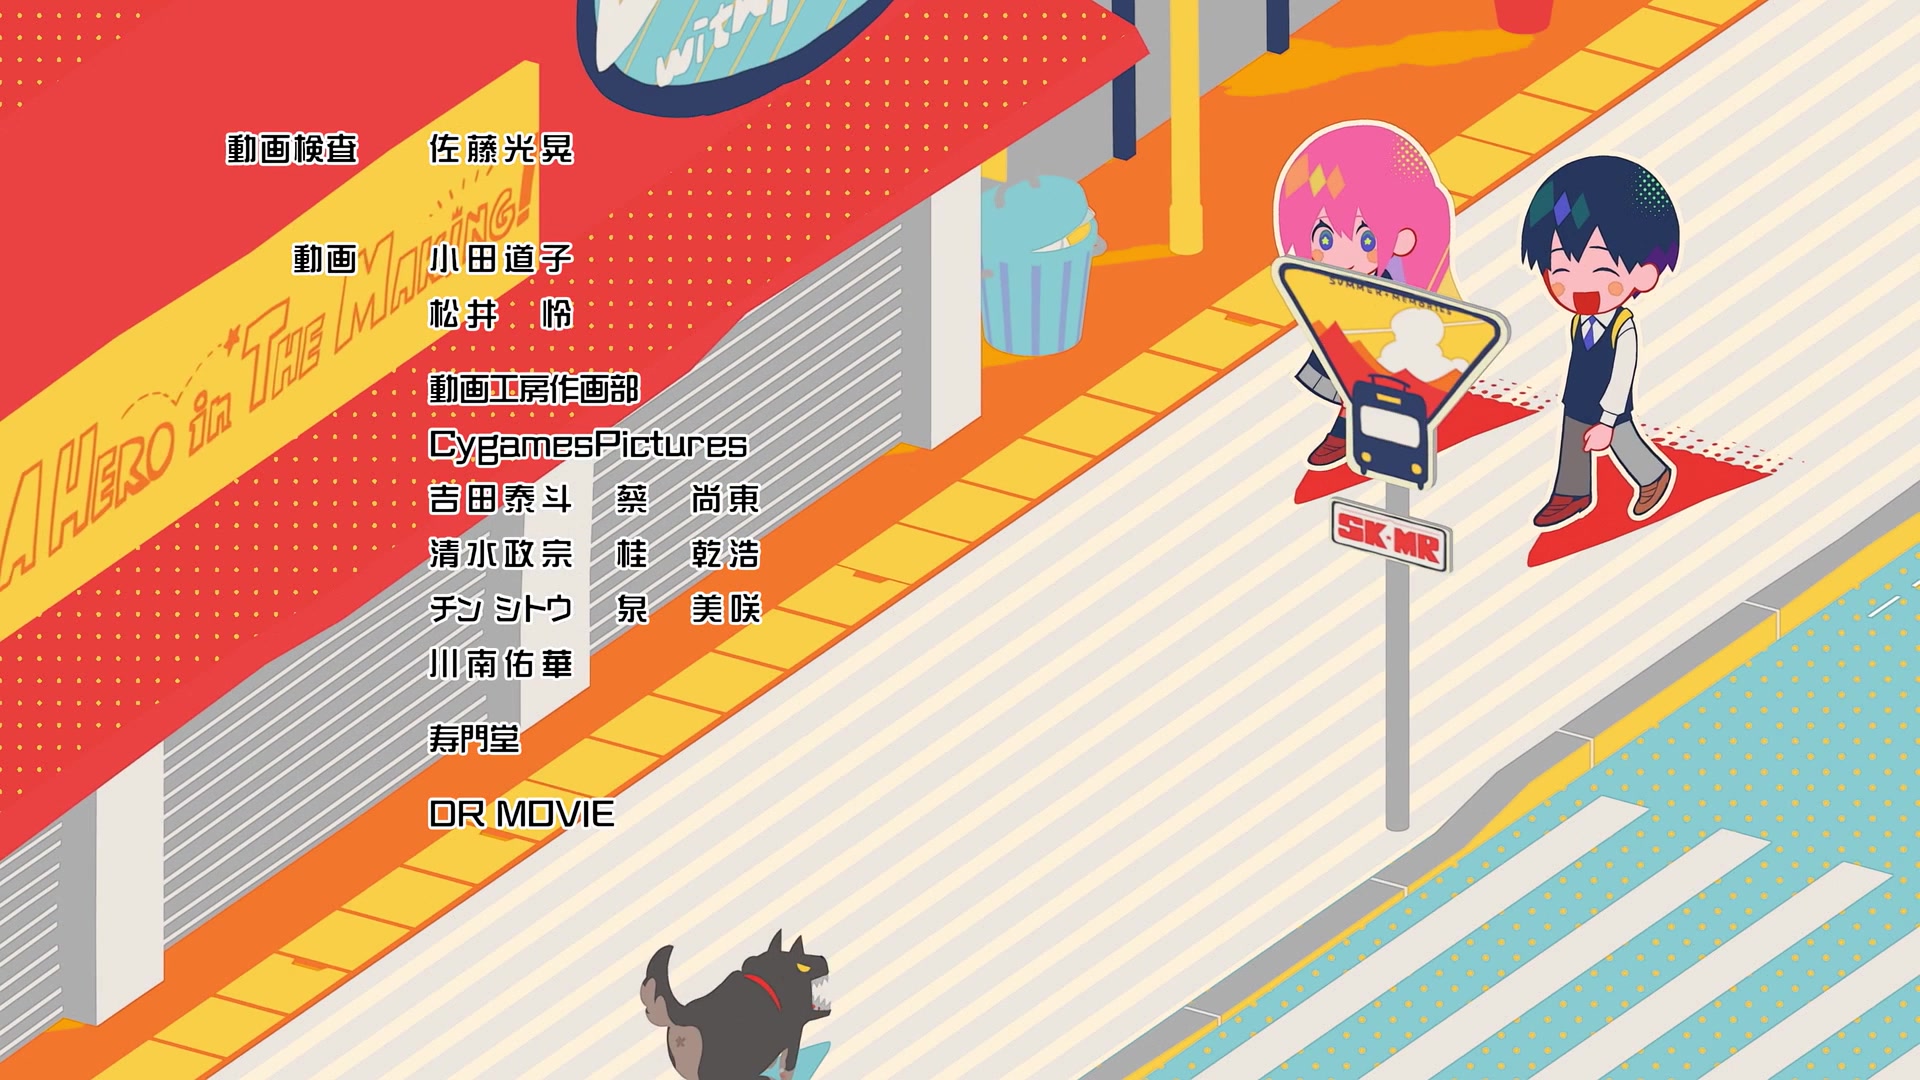 with
動画検査 佐藤光晃
動画 小田道子
松井 怜
動画工房作画部
CygamesPictures
吉田泰斗 蔡 尚東
清水政宗 桂 乾浩
チン シトウ 泉 美咲
川南佑華
寿門堂
DR MOVIE
A HERO in THE MAKING!
SUMMER MEMORIES
SK・MR